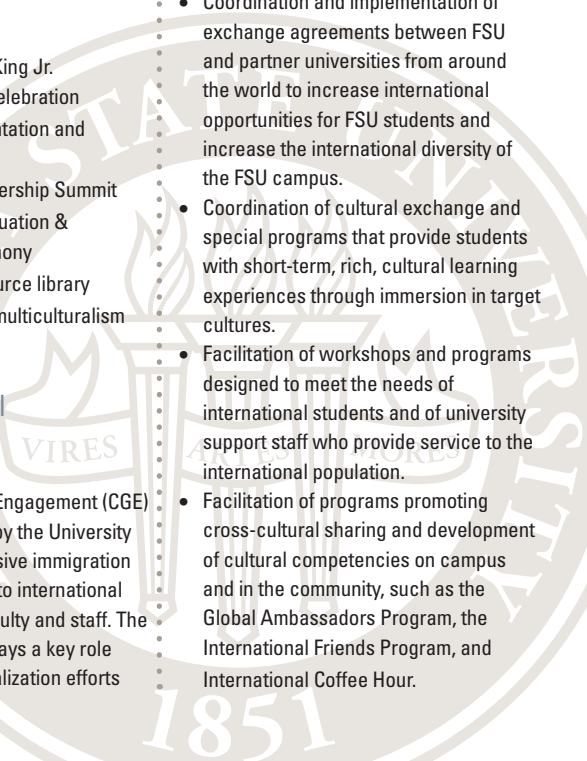 King Jr.
elebration
tation and
ership Summit
uation &
ony
urce library
multiculturalism
Engagement (CGE)
by the University
sive immigration
to international
ulty and staff. The
ays a key role
alization efforts
• Coordination and implementation of
exchange agreements between FSU
and partner universities from around
the world to increase international
opportunities for FSU students and
increase the international diversity of
the FSU campus.
• Coordination of cultural exchange and
special programs that provide students
with short-term, rich, cultural learning
experiences through immersion in target
cultures.
• Facilitation of workshops and programs
designed to meet the needs of
international students and of university
support staff who provide service to the
international population.
• Facilitation of programs promoting
cross-cultural sharing and development
of cultural competencies on campus
and in the community, such as the
Global Ambassadors Program, the
International Friends Program, and
International Coffee Hour.
STATE UNIVERSITY
VIRES ARTES MORES
1851